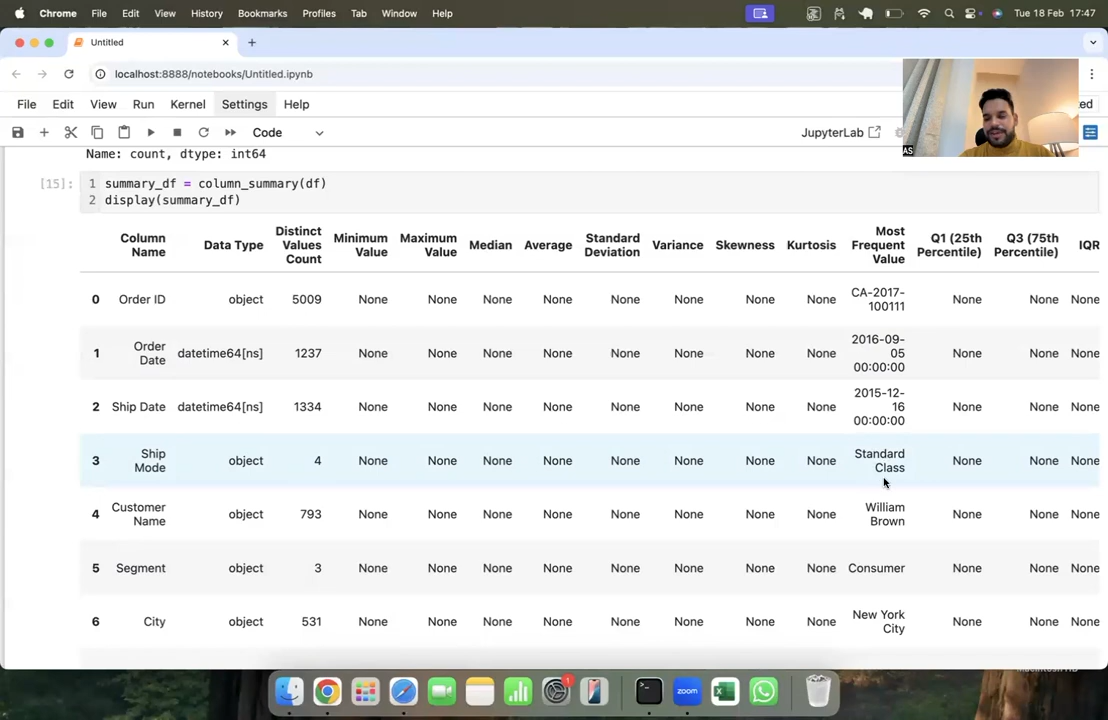 Chrome File Edit View History Bookmarks Profiles Tab Window Help Tue 18 Feb 17:47
Untitled
localhost:8888/notebooks/Untitled.ipynb
File Edit View Run Kernel Settings Help
Code JupyterLab
AS
Name: count, dtype: int64
[15]: 1 summary_df = column_summary(df)
2 display(summary_df)
Column Name Data Type Distinct Values Count Minimum Value Maximum Value Median Average Standard Deviation Variance Skewness Kurtosis Most Frequent Value Q1 (25th Percentile) Q3 (75th Percentile) IQR
0 Order ID object 5009 None None None None None None None None CA-2017-100111 None None None
1 Order Date datetime64[ns] 1237 None None None None None None None None 2016-09-05 00:00:00 None None None
2 Ship Date datetime64[ns] 1334 None None None None None None None None 2015-12-16 00:00:00 None None None
3 Ship Mode object 4 None None None None None None None None Standard Class None None None
4 Customer Name object 793 None None None None None None None None William Brown None None None
5 Segment object 3 None None None None None None None None Consumer None None None
6 City object 531 None None None None None None None None New York City None None None
1
zoom